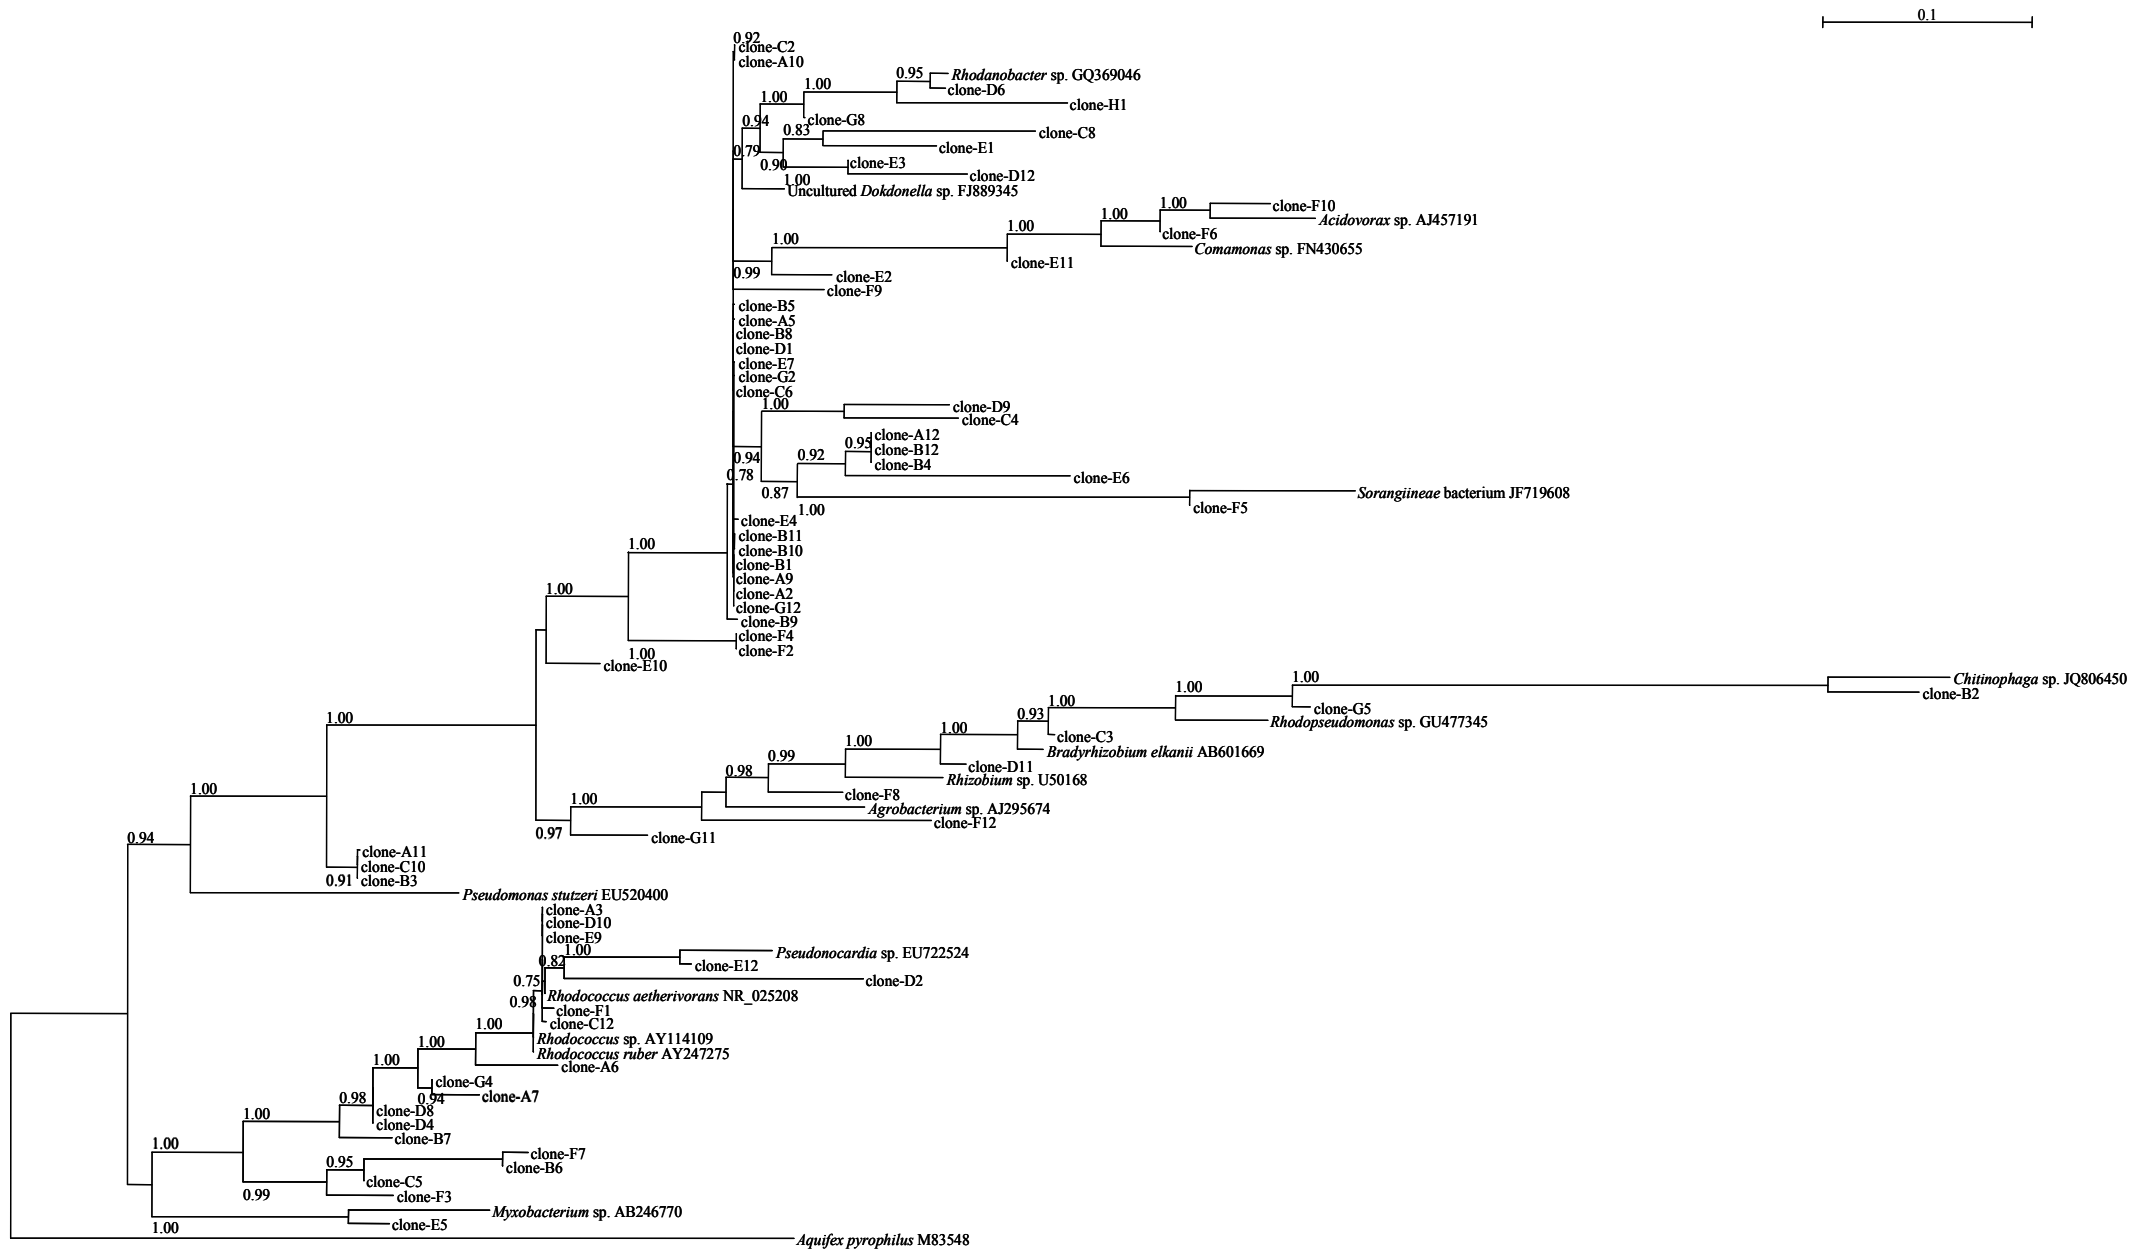 0.1
0.92
clone-C2
clone-A10
0.95
Rhodanobacter sp. GQ369046
1.00
clone-D6
1.00
clone-H1
0.94
clone-G8
0.83
clone-C8
clone-E1
0.79
0.90
clone-E3
clone-D12
1.00
Uncultured Dokdonella sp. FJ889345
1.00
clone-F10
1.00
Acidovorax sp. AJ457191
1.00
clone-F6
1.00
Comamonas sp. FN430655
clone-E11
0.99
clone-E2
clone-F9
clone-B5
clone-A5
clone-B8
clone-D1
clone-E7
clone-G2
clone-C6
1.00
clone-D9
clone-C4
clone-A12
0.95
clone-B12
0.94
0.92
clone-B4
0.78
clone-E6
0.87
Sorangiineae bacterium JF719608
1.00
clone-F5
clone-E4
clone-B11
1.00
clone-B10
clone-B1
clone-A9
1.00
clone-A2
clone-G12
clone-B9
clone-F4
1.00
clone-F2
clone-E10
1.00
Chitinophaga sp. JQ806450
1.00
clone-B2
1.00
clone-G5
0.93
Rhodopseudomonas sp. GU477345
1.00
clone-C3
1.00
Bradyrhizobium elkanii AB601669
0.99
clone-D11
0.98
Rhizobium sp. U50168
clone-F8
1.00
Agrobacterium sp. AJ295674
clone-F12
0.97
clone-G11
1.00
1.00
0.94
clone-A11
clone-C10
0.91
clone-B3
Pseudomonas stutzeri EU520400
clone-A3
clone-D10
clone-E9
1.00
Pseudonocardia sp. EU722524
0.82
clone-E12
0.75
clone-D2
0.98
Rhodococcus aetherivorans NR_025208
clone-F1
1.00
clone-C12
1.00
Rhodococcus sp. AY114109
Rhodococcus ruber AY247275
1.00
clone-A6
clone-G4
0.98
0.94
clone-A7
1.00
clone-D8
clone-D4
clone-B7
1.00
0.95
clone-F7
clone-B6
clone-C5
0.99
clone-F3
Myxobacterium sp. AB246770
1.00
clone-E5
Aquifex pyrophilus M83548